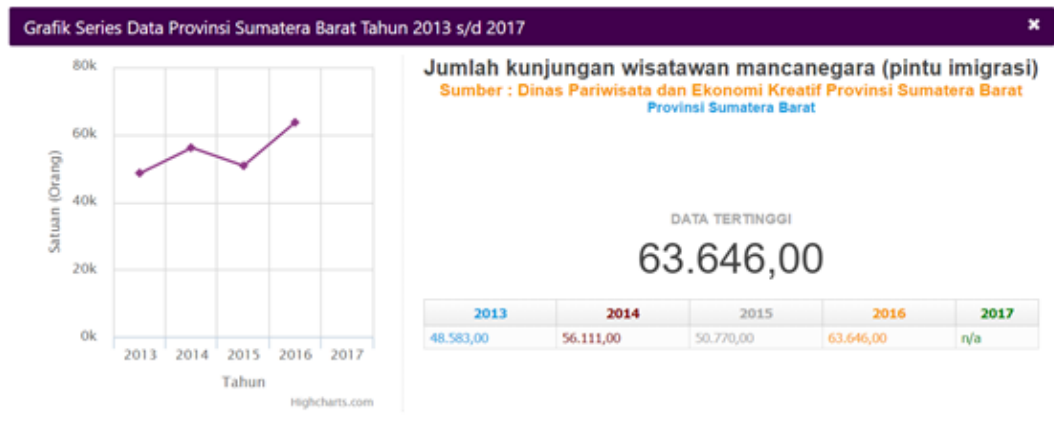 Grafik Series Data Provinsi Sumatera Barat Tahun 2013 s/d 2017 ×
80k
60k
40k
20k
0k
Satuan (Orang)
2013 2014 2015 2016 2017
Tahun
Highcharts.com
Jumlah kunjungan wisatawan mancanegara (pintu imigrasi)
Sumber : Dinas Pariwisata dan Ekonomi Kreatif Provinsi Sumatera Barat
Provinsi Sumatera Barat
DATA TERTINGGI
63.646,00
2013 2014 2015 2016 2017
48.583,00 56.111,00 50.770,00 63.646,00 n/a